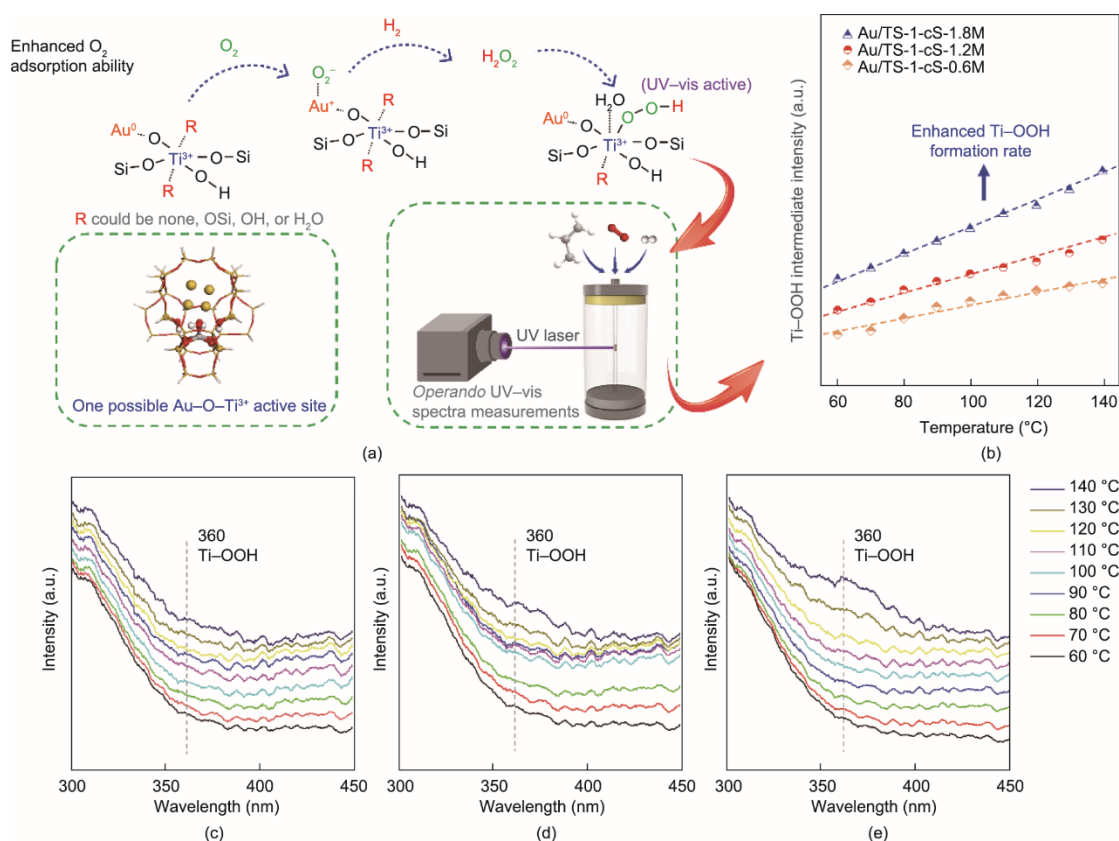 Enhanced O₂
adsorption ability
O₂
H₂
O₂⁻
H₂O₂
(UV–vis active)
Au⁺
R
O
Ti³⁺
O–Si
Si
O
R
O
H
Au⁰
R
O
Ti³⁺
O–Si
Si
O
R
O
H
H₂O
O
O–H
Au⁰
O
Ti³⁺
O–Si
Si
O
R
O
H
R could be none, OSi, OH, or H₂O
One possible Au–O–Ti³⁺ active site
UV laser
Operando UV–vis
spectra measurements
(a)
Au/TS-1-cS-1.8M
Au/TS-1-cS-1.2M
Au/TS-1-cS-0.6M
Enhanced Ti–OOH
formation rate
Ti–OOH intermediate intensity (a.u.)
60 80 100 120 140
Temperature (°C)
(b)
360
Ti–OOH
Intensity (a.u.)
300 350 400 450
Wavelength (nm)
(c)
360
Ti–OOH
Intensity (a.u.)
300 350 400 450
Wavelength (nm)
(d)
360
Ti–OOH
Intensity (a.u.)
300 350 400 450
Wavelength (nm)
(e)
140 °C
130 °C
120 °C
110 °C
100 °C
90 °C
80 °C
70 °C
60 °C